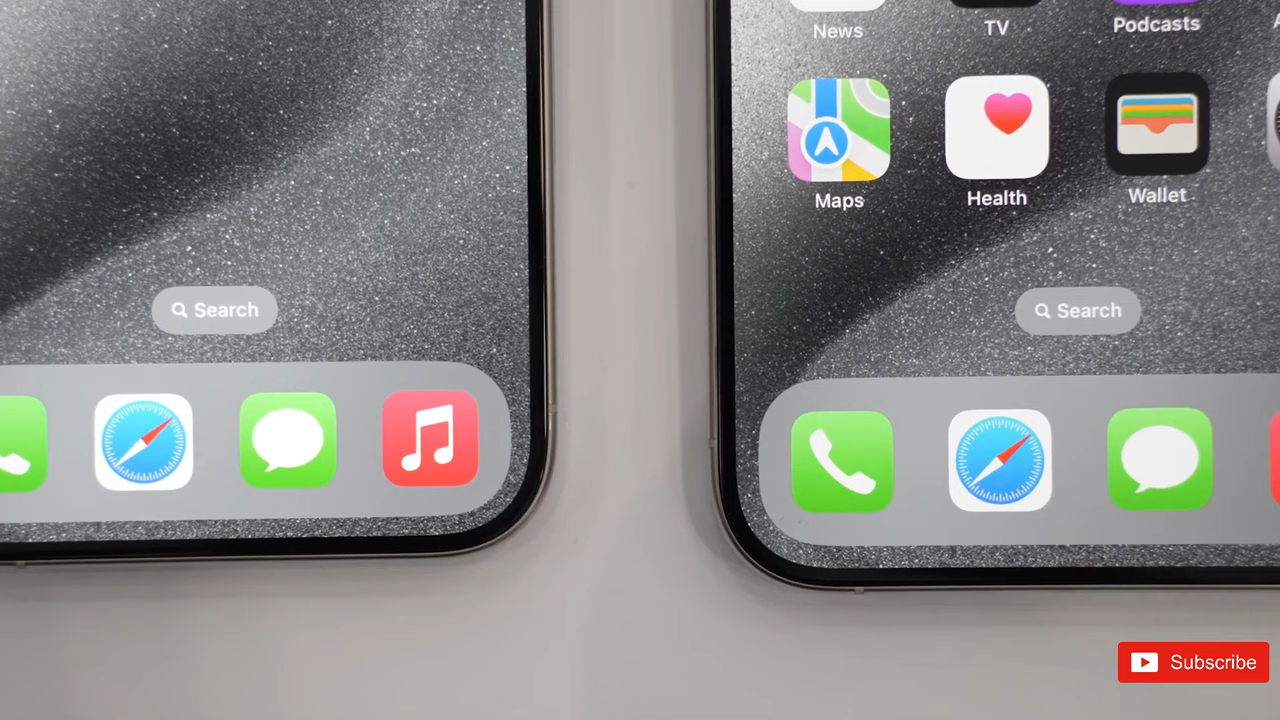 News
TV
Podcasts
Maps
Health
Wallet
Search
Search
Subscribe